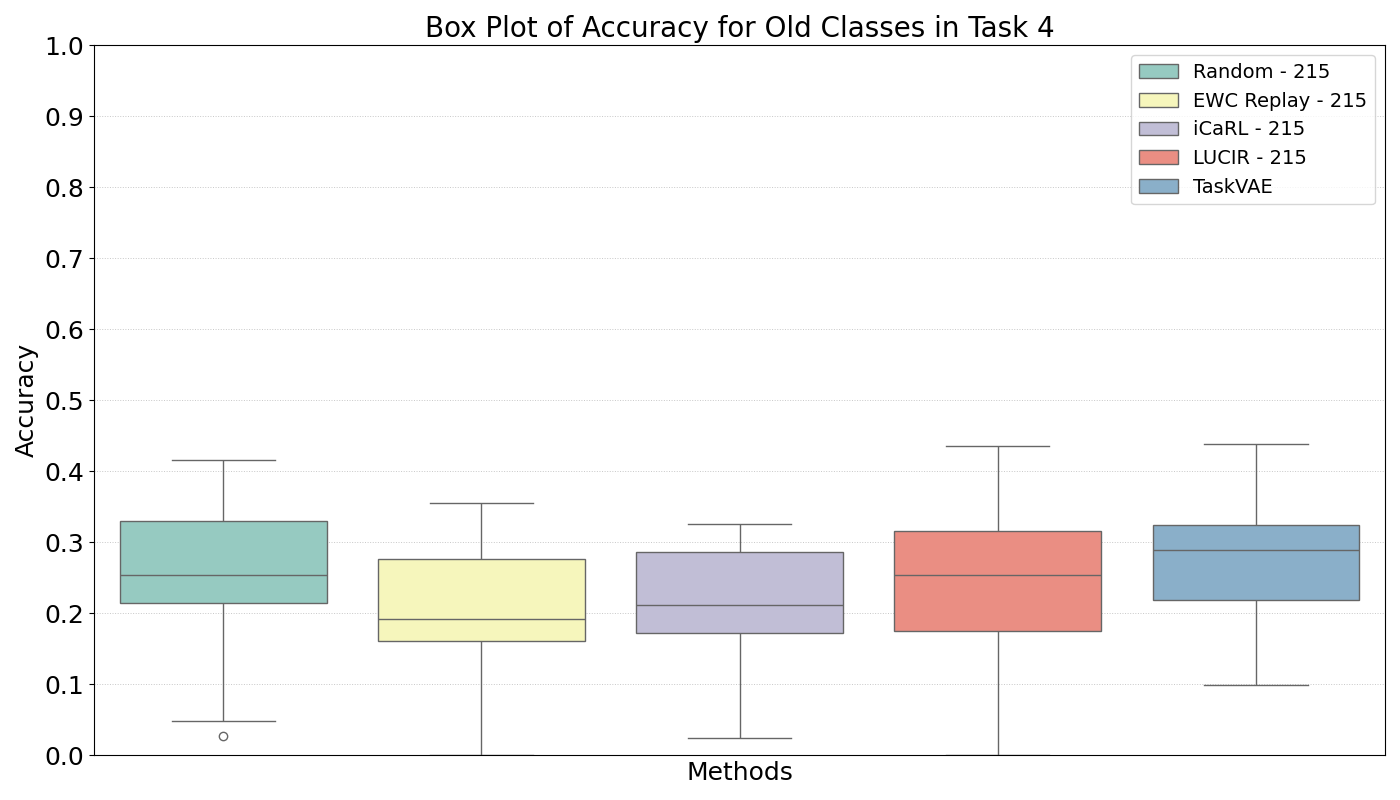 Box Plot of Accuracy for Old Classes in Task 4
1.0
0.9
0.8
0.7
0.6
0.5
0.4
0.3
0.2
0.1
0.0
Accuracy
Methods
Random - 215
EWC Replay - 215
iCaRL - 215
LUCIR - 215
TaskVAE